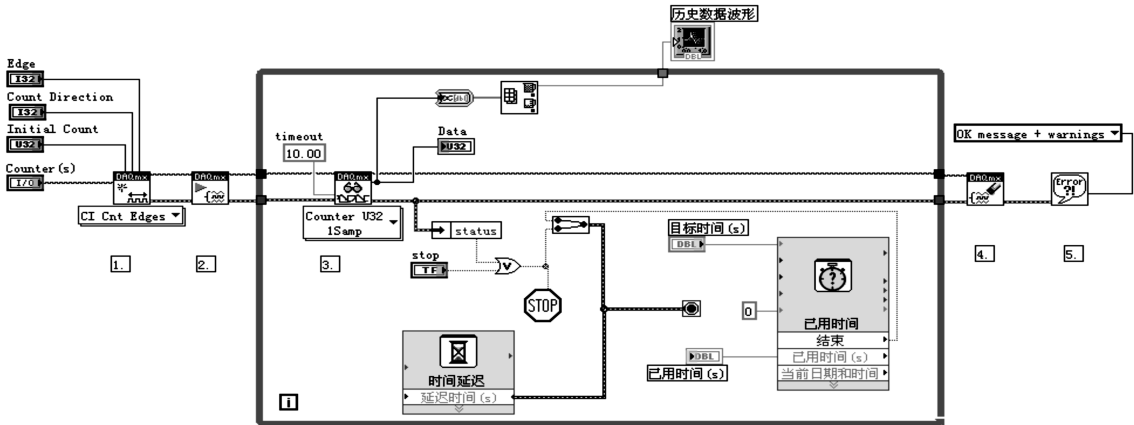 历史数据波形
DBL
Edge
I32
Count Direction
I32
Initial Count
U32
Counter(s)
I/O
DAQmx
CI Cnt Edges
DAQmx
timeout
10.00
DAQmx
Counter U32
1Samp
Data
U32
status
stop
TF
STOP
目标时间(s)
DBL
0
已用时间
结束
已用时间(s)
当前日期和时间
DBL
已用时间(s)
时间延迟
延迟时间(s)
i
OK message + warnings
DAQmx
Error
?!
1.
2.
3.
4.
5.